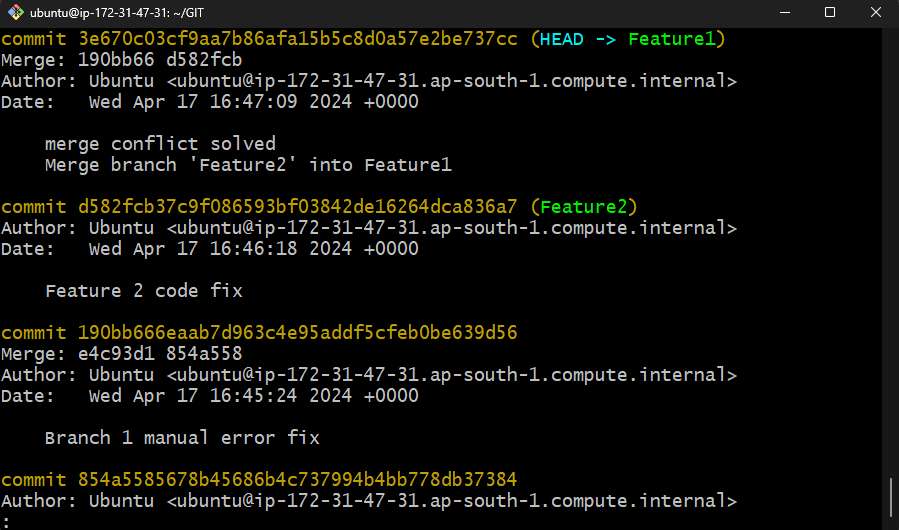 ubuntu@ip-172-31-47-31: ~/GIT
commit 3e670c03cf9aa7b86afa15b5c8d0a57e2be737cc (HEAD -> Feature1)
Merge: 190bb66 d582fcb
Author: Ubuntu <ubuntu@ip-172-31-47-31.ap-south-1.compute.internal>
Date:   Wed Apr 17 16:47:09 2024 +0000
    merge conflict solved
    Merge branch 'Feature2' into Feature1
commit d582fcb37c9f086593bf03842de16264dca836a7 (Feature2)
Author: Ubuntu <ubuntu@ip-172-31-47-31.ap-south-1.compute.internal>
Date:   Wed Apr 17 16:46:18 2024 +0000
    Feature 2 code fix
commit 190bb666eaab7d963c4e95addf5cfeb0be639d56
Merge: e4c93d1 854a558
Author: Ubuntu <ubuntu@ip-172-31-47-31.ap-south-1.compute.internal>
Date:   Wed Apr 17 16:45:24 2024 +0000
    Branch 1 manual error fix
commit 854a5585678b45686b4c737994b4bb778db37384
Author: Ubuntu <ubuntu@ip-172-31-47-31.ap-south-1.compute.internal>
: